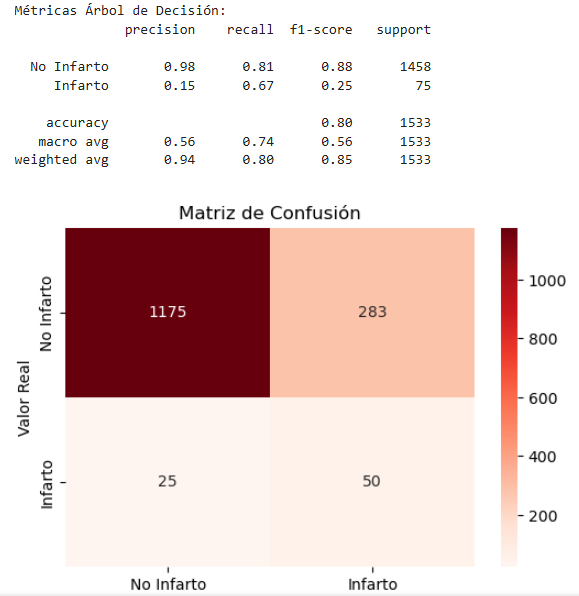 Métricas Árbol de Decisión:
precision recall f1-score support
No Infarto 0.98 0.81 0.88 1458
Infarto 0.15 0.67 0.25 75
accuracy 0.80 1533
macro avg 0.56 0.74 0.56 1533
weighted avg 0.94 0.80 0.85 1533
Matriz de Confusión
Valor Real
No Infarto
1175 283
Infarto
25 50
No Infarto Infarto
1000
800
600
400
200